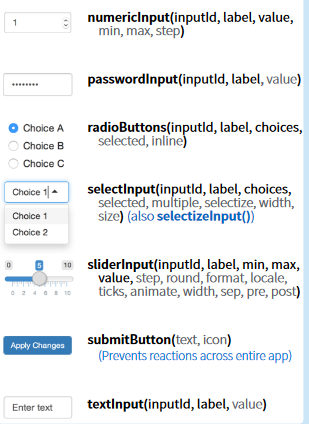 1
numericInput(inputId, label, value,
min, max, step)
••••••••
passwordInput(inputId, label, value)
Choice A
Choice B
Choice C
radioButtons(inputId, label, choices,
selected, inline)
Choice 1
Choice 1
Choice 2
selectInput(inputId, label, choices,
selected, multiple, selectize, width,
size) (also selectizeInput())
0 5 10
0 2 4 6 8 10
sliderInput(inputId, label, min, max,
value, step, round, format, locale,
ticks, animate, width, sep, pre, post)
Apply Changes
submitButton(text, icon)
(Prevents reactions across entire app)
Enter text
textInput(inputId, label, value)